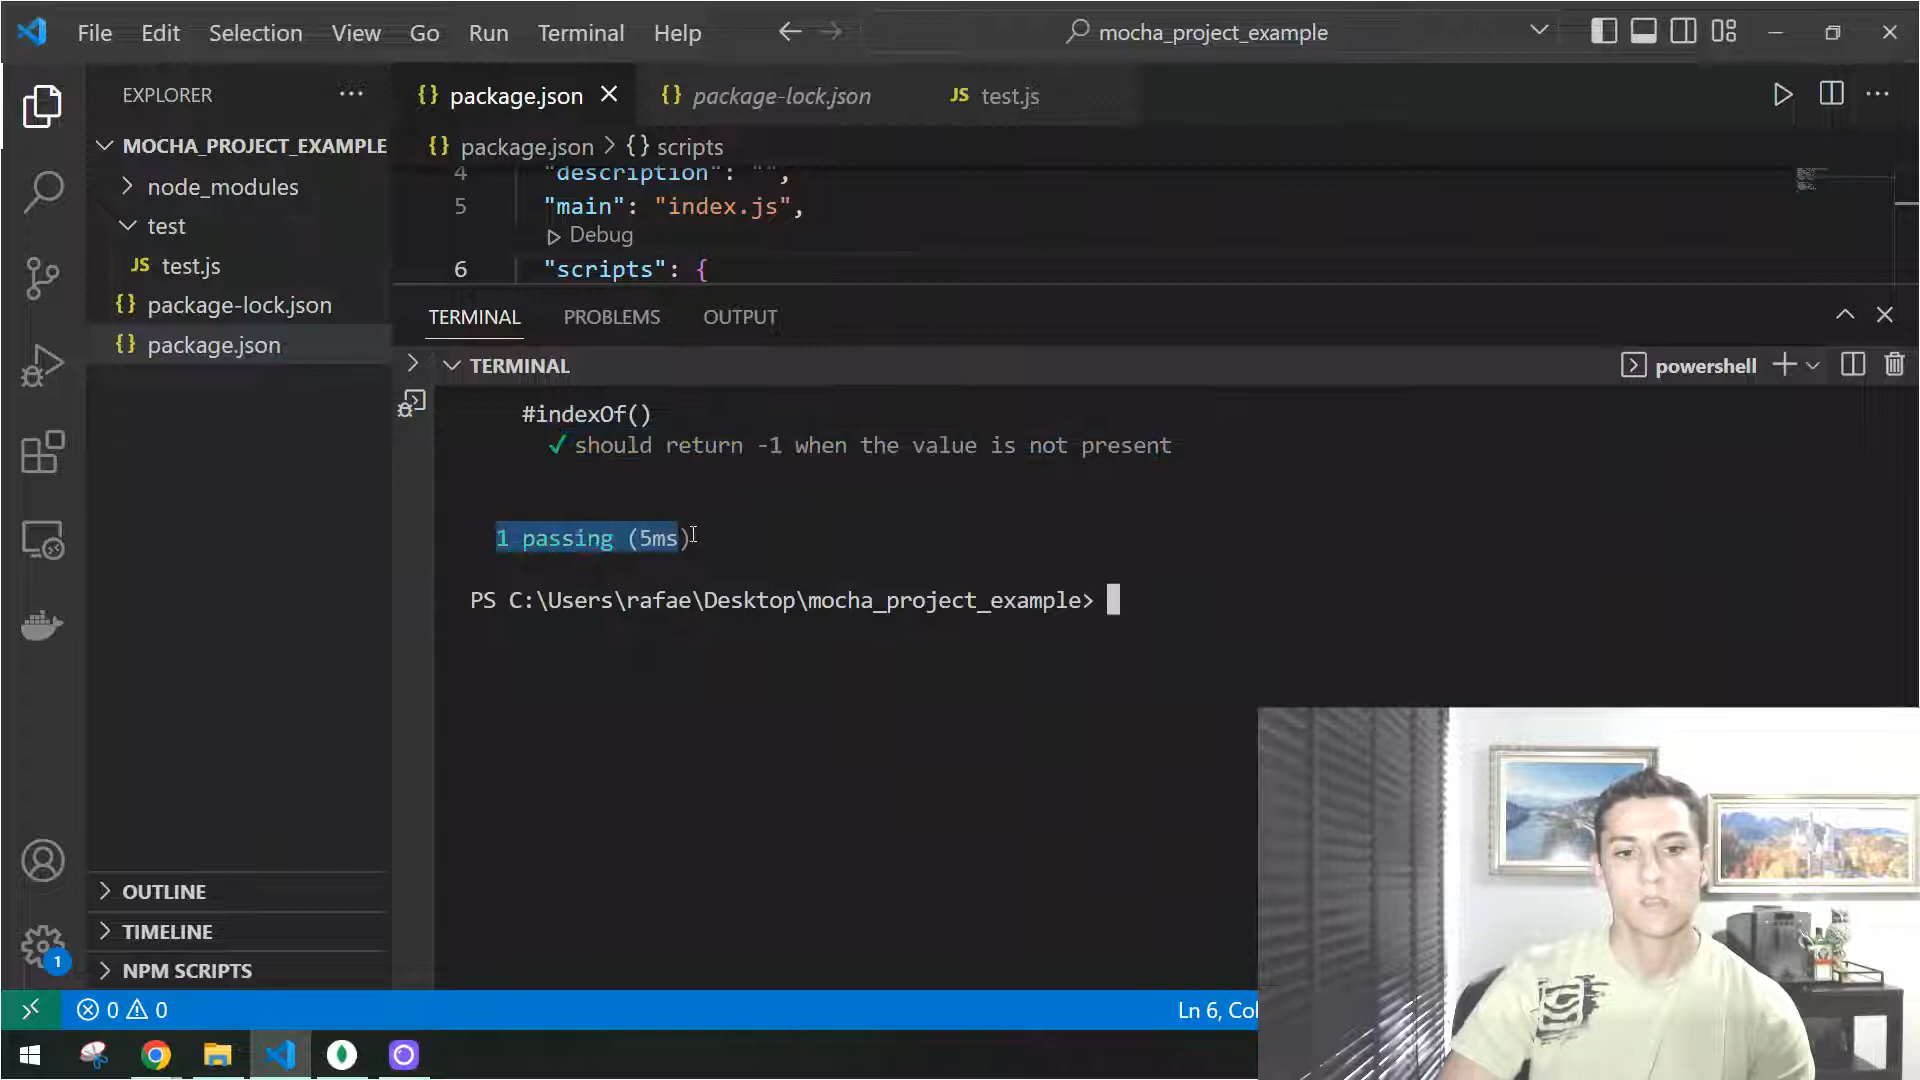 File Edit Selection View Go Run Terminal Help
mocha_project_example
EXPLORER
MOCHA_PROJECT_EXAMPLE
node_modules
test
JS test.js
{} package-lock.json
{} package.json
OUTLINE
TIMELINE
NPM SCRIPTS
{} package.json
{} package-lock.json
JS test.js
{} package.json > {} scripts
4 "description": "",
5 "main": "index.js",
Debug
6 "scripts": {
TERMINAL PROBLEMS OUTPUT
TERMINAL
powershell
#indexOf()
✓ should return -1 when the value is not present
1 passing (5ms)
PS C:\Users\rafae\Desktop\mocha_project_example>
1
0 0
Ln 6, Col